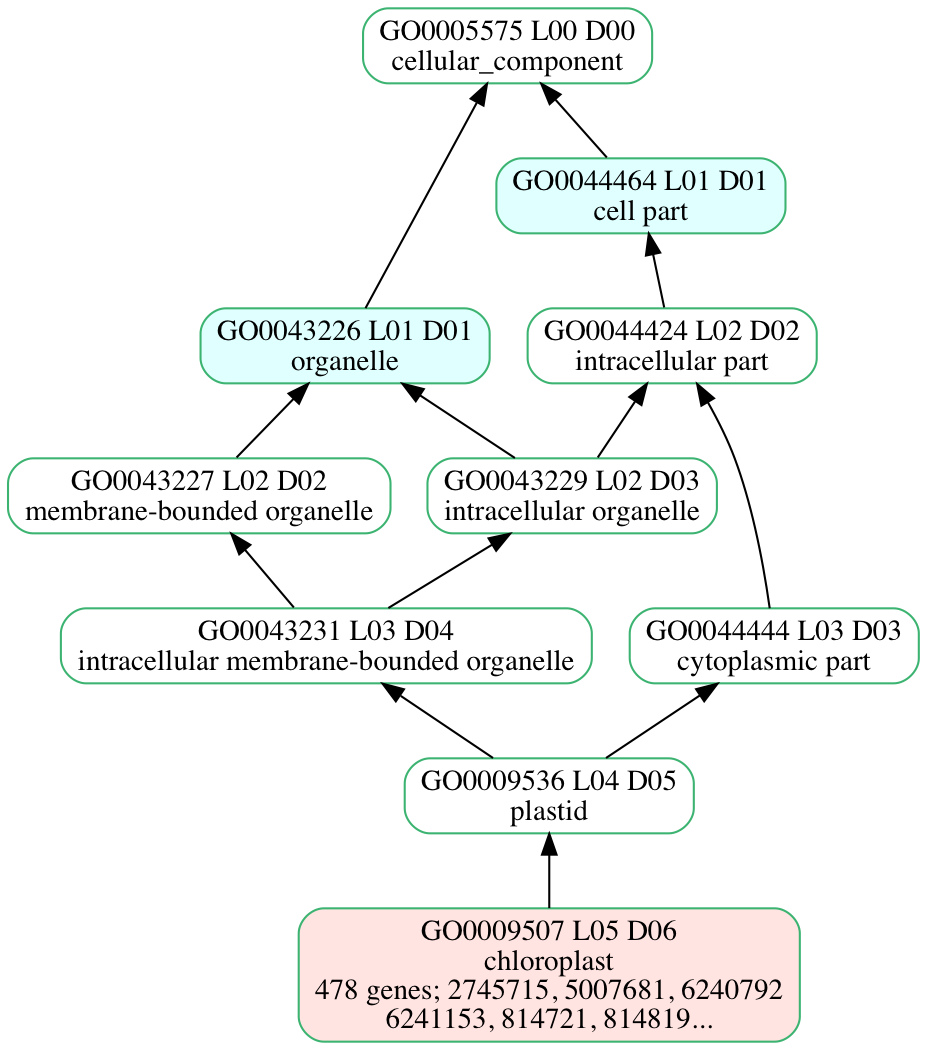 GO0005575 L00 D00
cellular_component
GO0044464 L01 D01
cell part
GO0043226 L01 D01
organelle
GO0044424 L02 D02
intracellular part
GO0043227 L02 D02
membrane-bounded organelle
GO0043229 L02 D03
intracellular organelle
GO0043231 L03 D04
intracellular membrane-bounded organelle
GO0044444 L03 D03
cytoplasmic part
GO0009536 L04 D05
plastid
GO0009507 L05 D06
chloroplast
478 genes; 2745715, 5007681, 6240792
6241153, 814721, 814819...